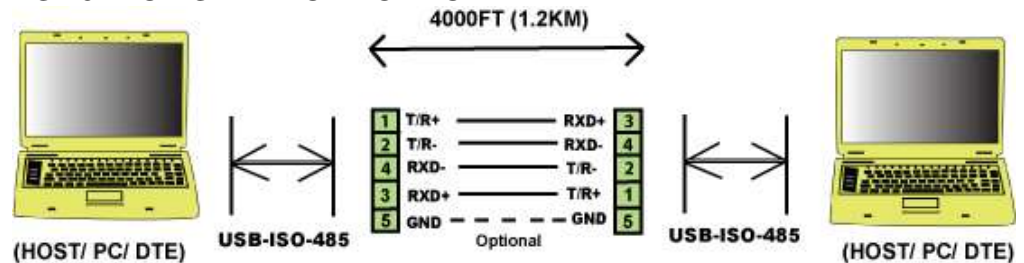 4000FT (1.2KM)
1 T/R+ RXD+ 3
2 T/R- RXD- 4
4 RXD- T/R- 2
3 RXD+ T/R+ 1
5 GND GND 5
Optional
USB-ISO-485 USB-ISO-485
(HOST/ PC/ DTE) (HOST/ PC/ DTE)